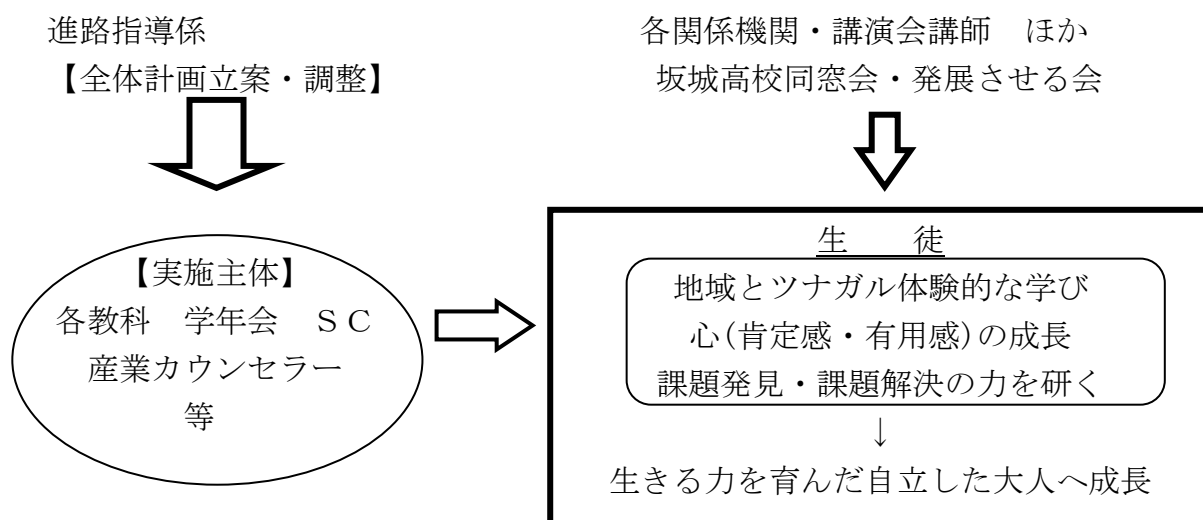 進路指導係
【全体計画立案・調整】
各関係機関・講演会講師　ほか
坂城高校同窓会・発展させる会
【実施主体】
各教科　学年会　ＳＣ
産業カウンセラー
等
生　　徒
地域とツナガル体験的な学び
心(肯定感・有用感)の成長
課題発見・課題解決の力を研く
↓
生きる力を育んだ自立した大人へ成長